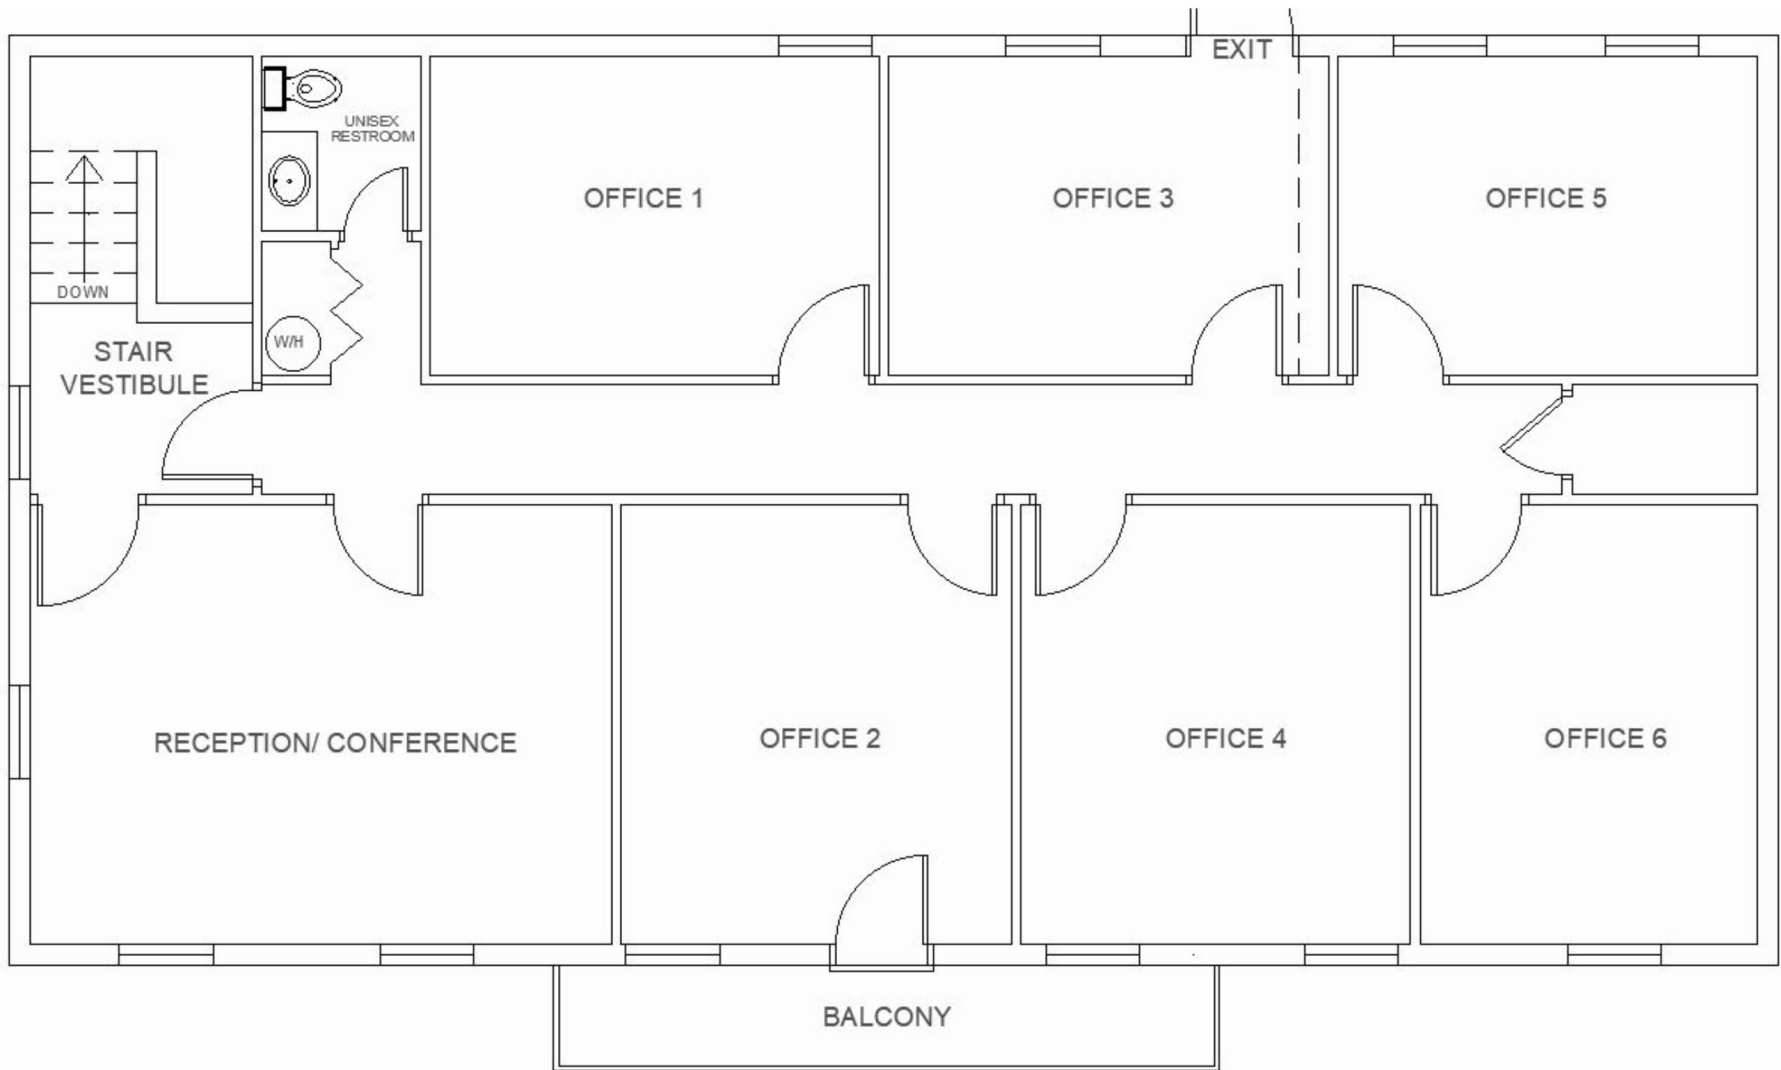 EXIT
UNISEX
RESTROOM
OFFICE 1
OFFICE 3
OFFICE 5
DOWN
W/H
STAIR
VESTIBULE
RECEPTION/ CONFERENCE
OFFICE 2
OFFICE 4
OFFICE 6
BALCONY